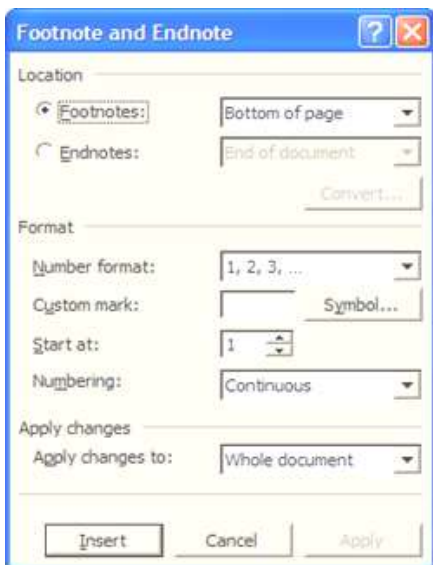 Footnote and Endnote
Location
Footnotes: Bottom of page
Endnotes: End of document
Convert...
Format
Number format: 1, 2, 3, ...
Custom mark: Symbol...
Start at: 1
Numbering: Continuous
Apply changes
Apply changes to: Whole document
Insert Cancel Apply